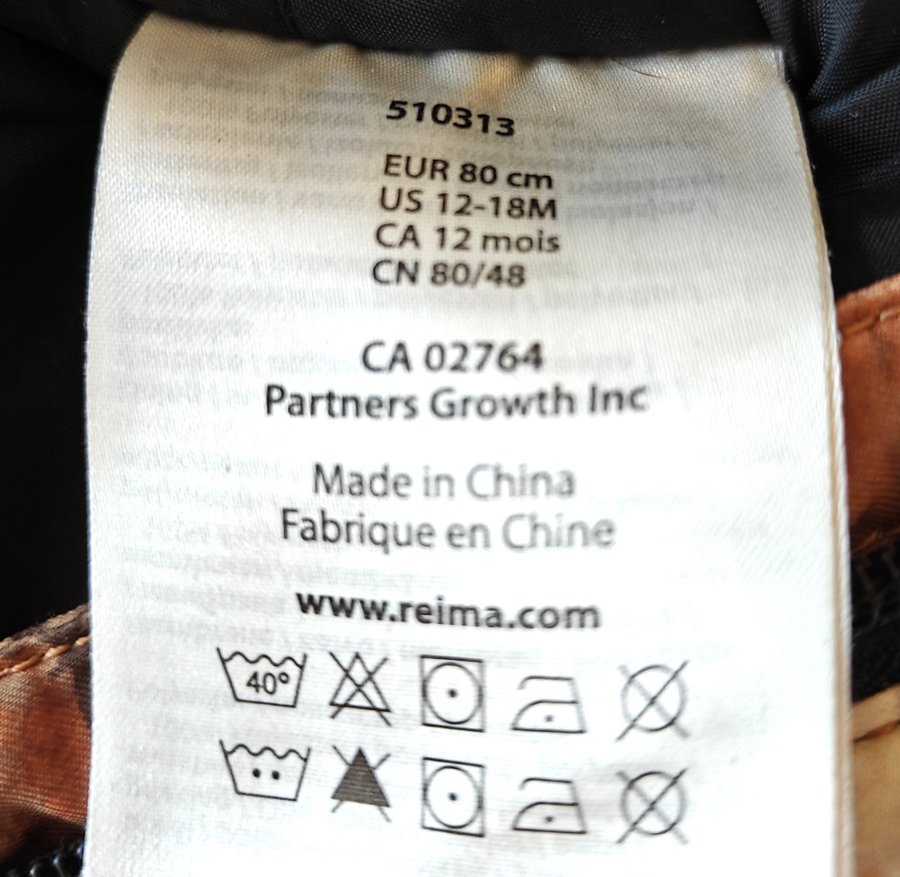 510313
EUR 80 cm
US 12-18M
CA 12 mois
CN 80/48
CA 02764
Partners Growth Inc
Made in China
Fabrique en Chine
www.reima.com
40°